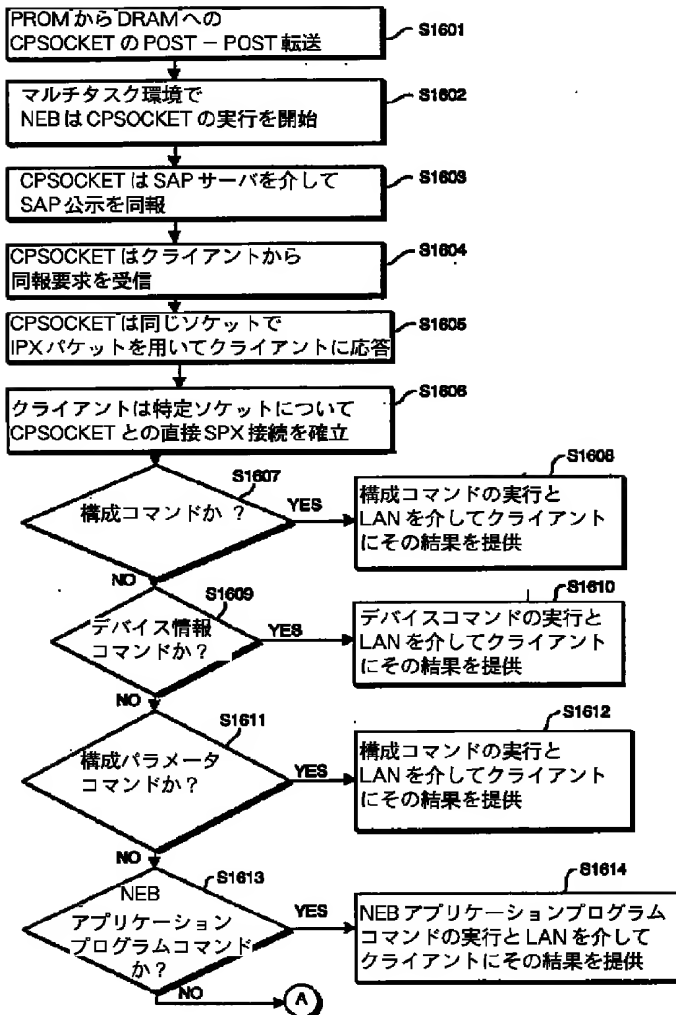 PROMからDRAMへの
CPSOCKETのPOST－POST転送
S1601
マルチタスク環境で
NEBはCPSOCKETの実行を開始
S1602
CPSOCKETはSAPサーバを介して
SAP公示を同報
S1603
CPSOCKETはクライアントから
同報要求を受信
S1604
CPSOCKETは同じソケットで
IPXパケットを用いてクライアントに応答
S1605
クライアントは特定ソケットについて
CPSOCKETとの直接SPX接続を確立
S1606
S1607
構成コマンドか？
YES
NO
S1608
構成コマンドの実行と
LANを介してクライアント
にその結果を提供
S1609
デバイス情報
コマンドか？
YES
NO
S1610
デバイスコマンドの実行と
LANを介してクライアント
にその結果を提供
S1611
構成パラメータ
コマンドか？
YES
NO
S1612
構成コマンドの実行と
LANを介してクライアント
にその結果を提供
S1613
NEB
アプリケーション
プログラムコマンド
か？
YES
NO
S1614
NEBアプリケーションプログラム
コマンドの実行とLANを介して
クライアントにその結果を提供
A